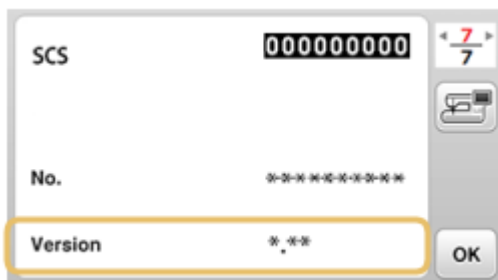 SCS 000000000
7
7
No. **********
Version *.**
OK